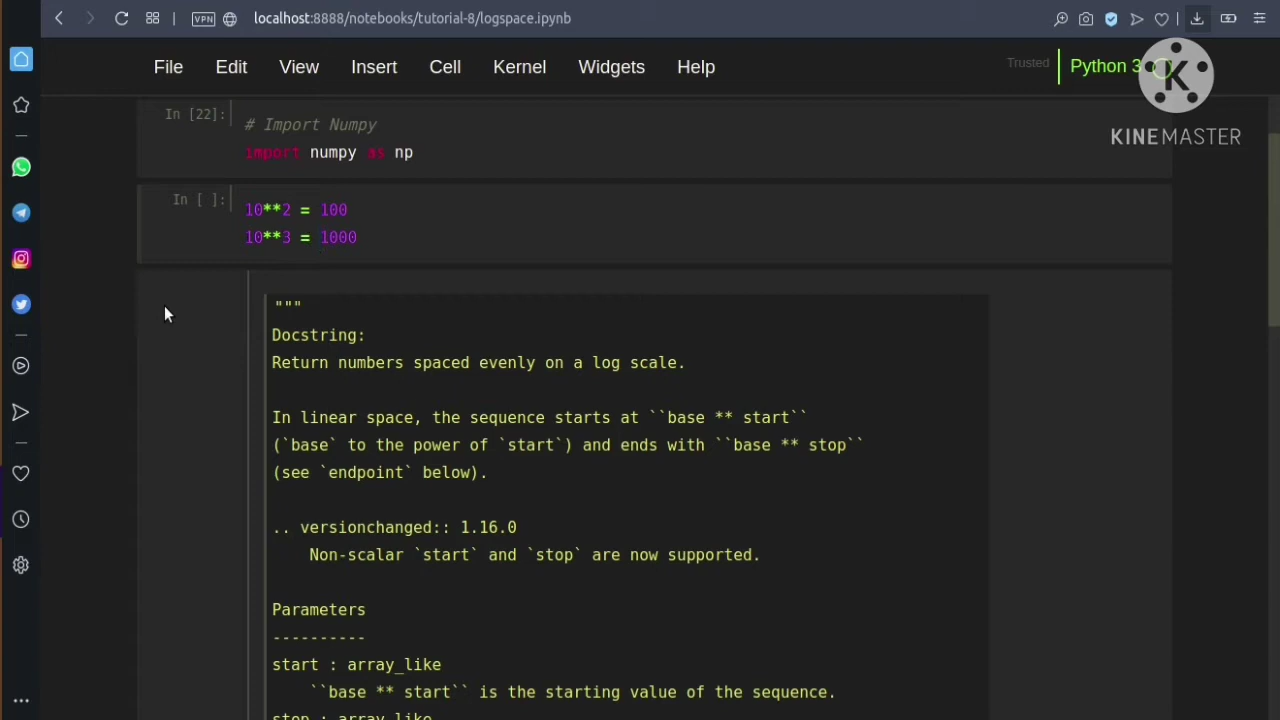 VPN
localhost:8888/notebooks/tutorial-8/logspace.ipynb
File Edit View Insert Cell Kernel Widgets Help
Trusted
Python 3
K
KINEMASTER
In [22]:
# Import Numpy
import numpy as np
In [ ]:
10**2 = 100
10**3 = 1000
"""
Docstring:
Return numbers spaced evenly on a log scale.
In linear space, the sequence starts at ``base ** start``
(`base` to the power of `start`) and ends with ``base ** stop``
(see `endpoint` below).
.. versionchanged:: 1.16.0
Non-scalar `start` and `stop` are now supported.
Parameters
----------
start : array_like
``base ** start`` is the starting value of the sequence.
stop : array_like